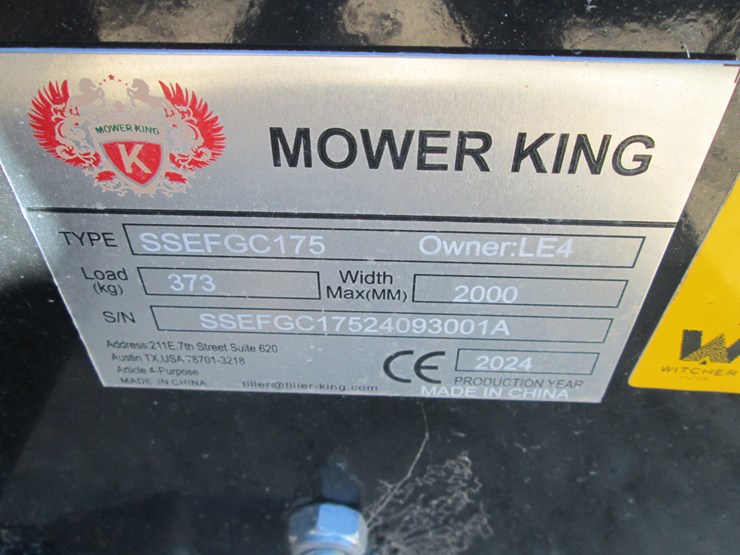 MOWER KING
K
MOWER KING
TYPE SSEFGC175 Owner:LE4
Load (kg) 373 Width Max(MM) 2000
S/N SSEFGC17524093001A
Address:211E.7th Street Suite 620
Austin TX,USA.78701-3218
Article 4-Purpose
MADE IN CHINA tiller@tiller-king.com
CE 2024
PRODUCTION YEAR
MADE IN CHINA
W
WITCHER